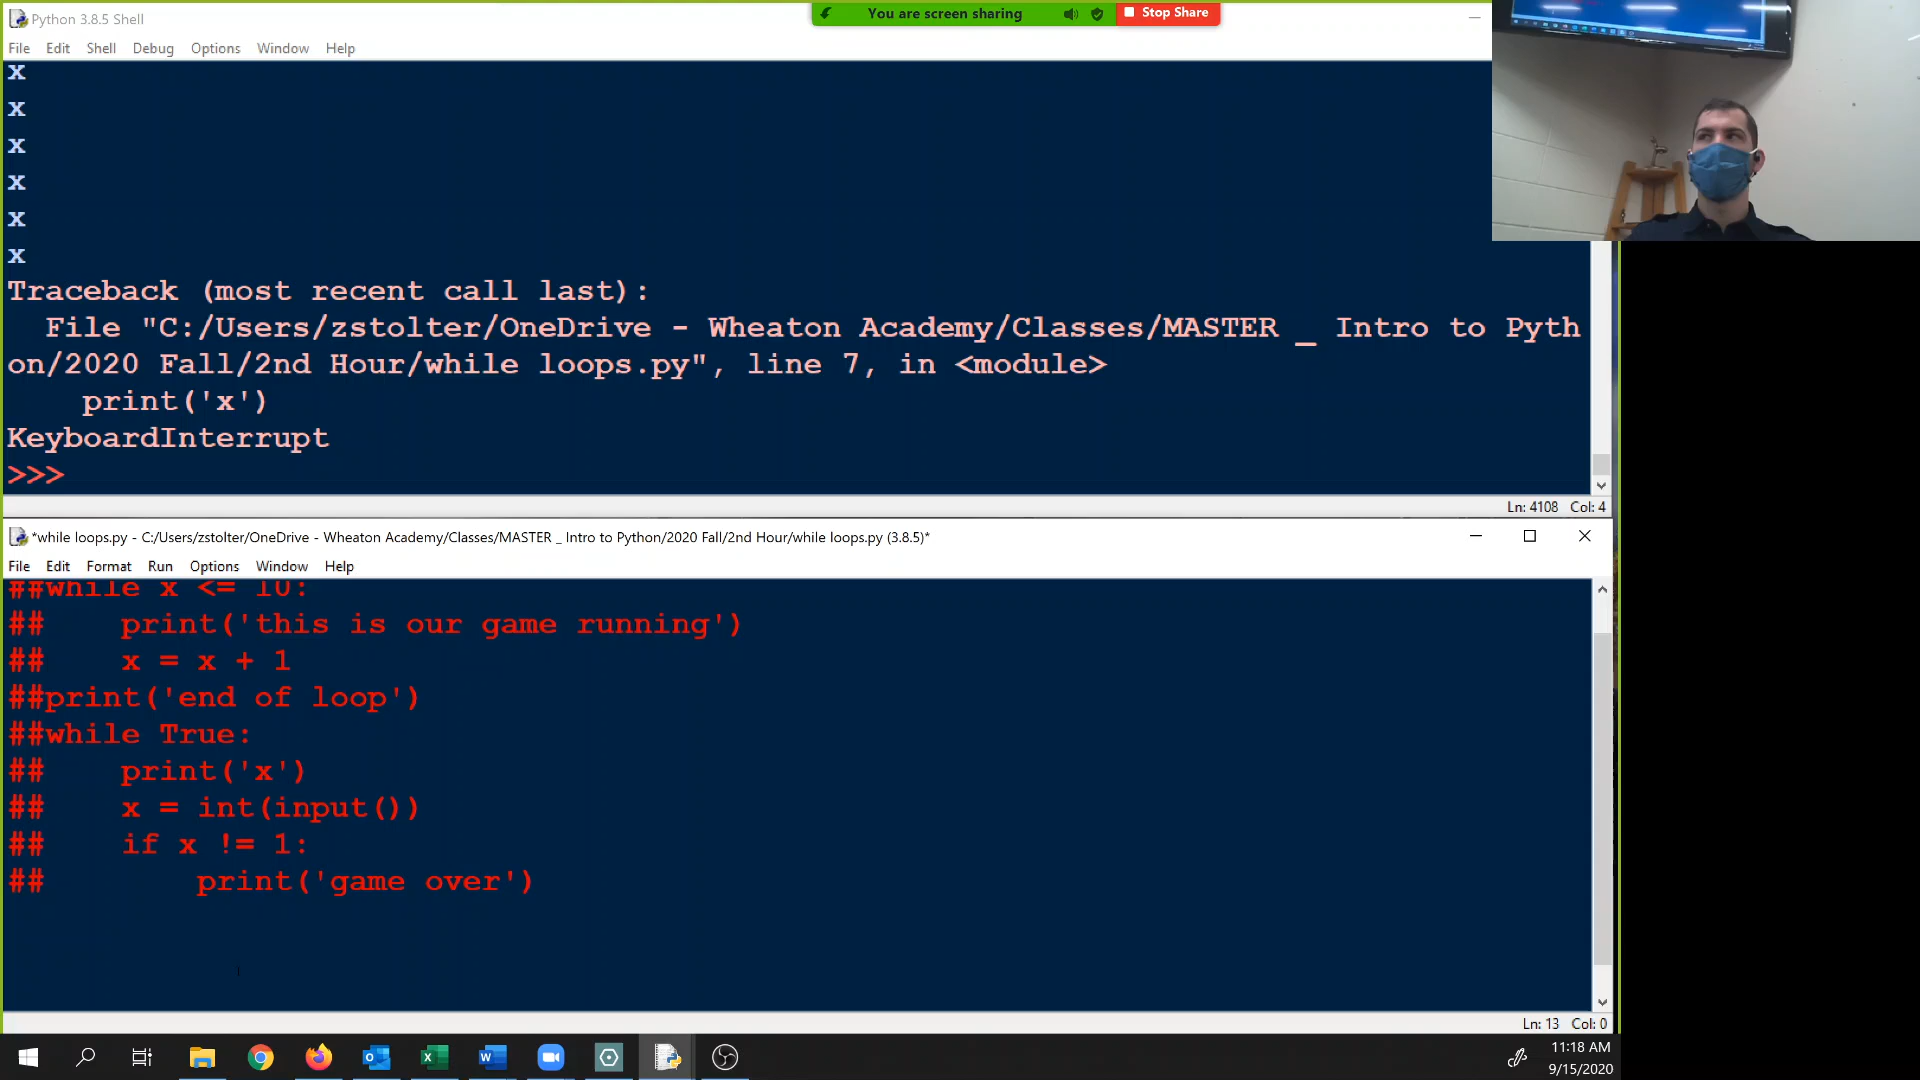 Python 3.8.5 Shell
You are screen sharing
Stop Share
File Edit Shell Debug Options Window Help
x
x
x
x
x
x
Traceback (most recent call last):
  File "C:/Users/zstolter/OneDrive - Wheaton Academy/Classes/MASTER _ Intro to Pyth
on/2020 Fall/2nd Hour/while loops.py", line 7, in <module>
    print('x')
KeyboardInterrupt
>>>
Ln: 4108 Col: 4
*while loops.py - C:/Users/zstolter/OneDrive - Wheaton Academy/Classes/MASTER _ Intro to Python/2020 Fall/2nd Hour/while loops.py (3.8.5)*
File Edit Format Run Options Window Help
##while x <= 10:
##    print('this is our game running')
##    x = x + 1
##print('end of loop')
##while True:
##    print('x')
##    x = int(input())
##    if x != 1:
##        print('game over')
Ln: 13 Col: 0
11:18 AM
9/15/2020